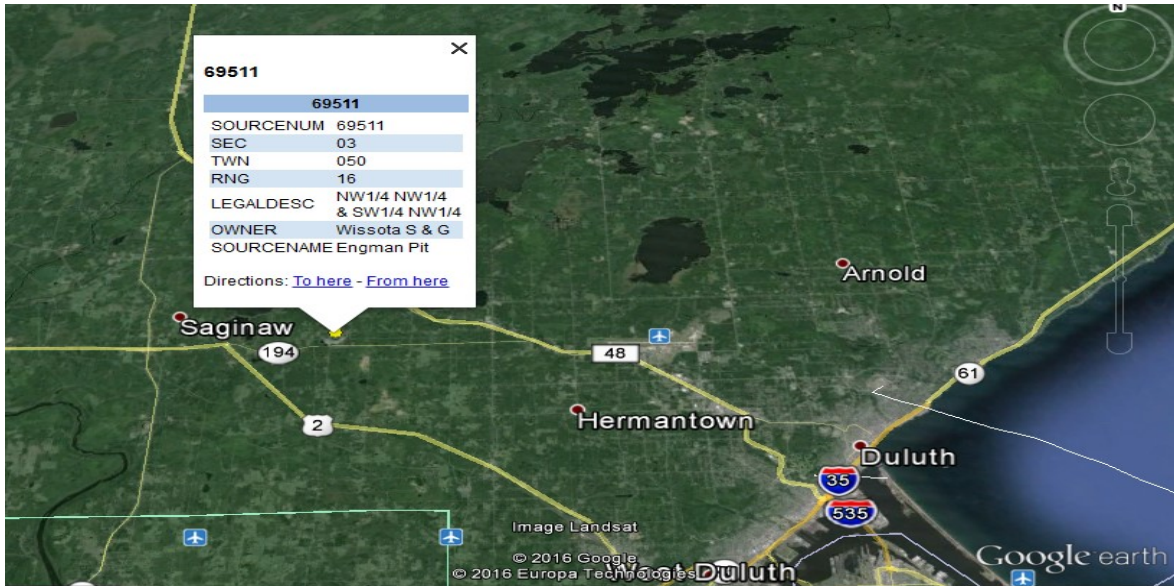 N
69511
69511
SOURCENUM 69511
SEC 03
TWN 050
RNG 16
LEGALDESC NW1/4 NW1/4
& SW1/4 NW1/4
OWNER Wissota S & G
SOURCENAME Engman Pit
Directions: To here - From here
Arnold
Saginaw
194
48
61
2
Hermantown
Duluth
35
535
Image Landsat
© 2016 Google
© 2016 Europa Technologies
West Duluth
Google earth